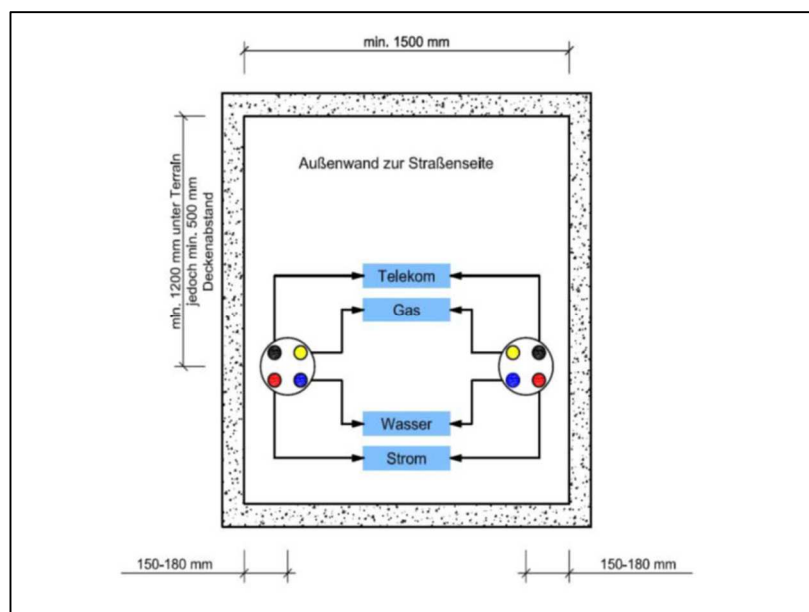 min. 1500 mm
Außenwand zur Straßenseite
min. 1200 mm unter Terrain
jedoch min. 500 mm
Deckenabstand
Telekom
Gas
Wasser
Strom
150-180 mm
150-180 mm